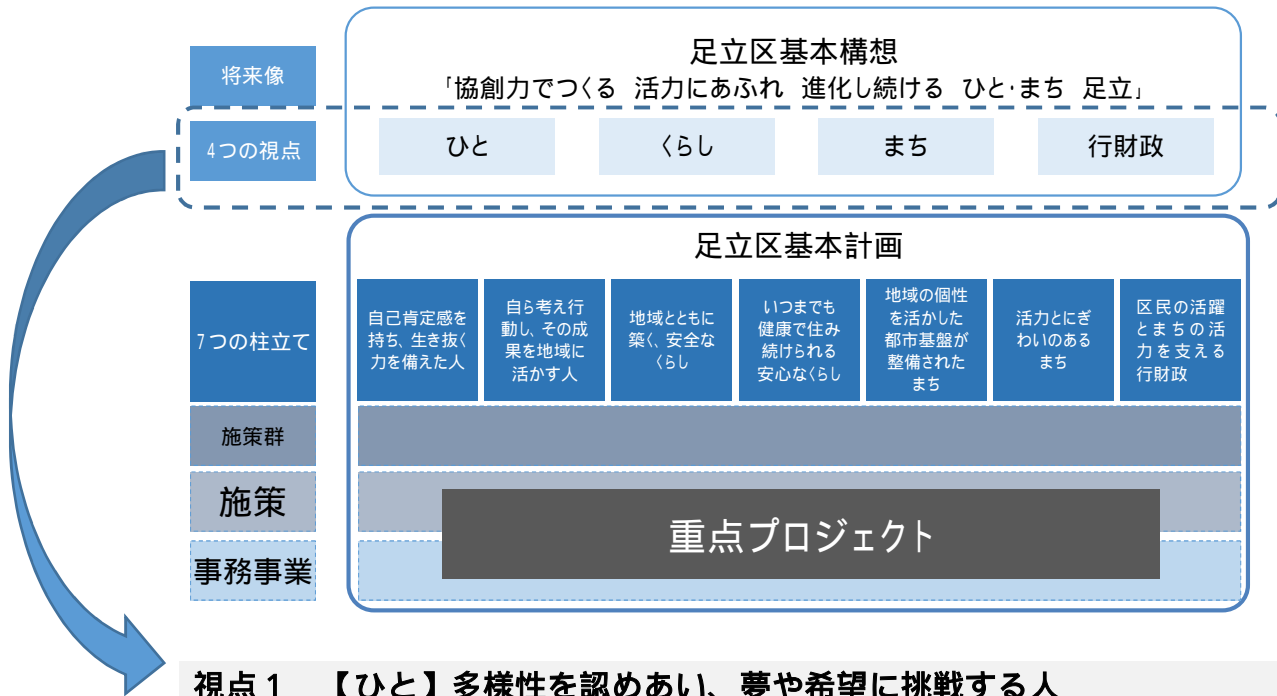 将来像
足立区基本構想
「協創力でつくる 活力にあふれ 進化し続ける ひと・まち 足立」
4つの視点
ひと
くらし
まち
行財政
足立区基本計画
7つの柱立て
自己肯定感を
持ち、生き抜く
力を備えた人
自ら考え行
動し、その成
果を地域に
活かす人
地域とともに
築く、安全な
くらし
いつまでも
健康で住み
続けられる
安心なくらし
地域の個性
を活かした
都市基盤が
整備された
まち
活力とにぎ
わいのある
まち
区民の活躍
とまちの活
力を支える
行財政
施策群
施策
重点プロジェクト
事務事業
視点1 【ひと】多様性を認めあい、夢や希望に挑戦する人